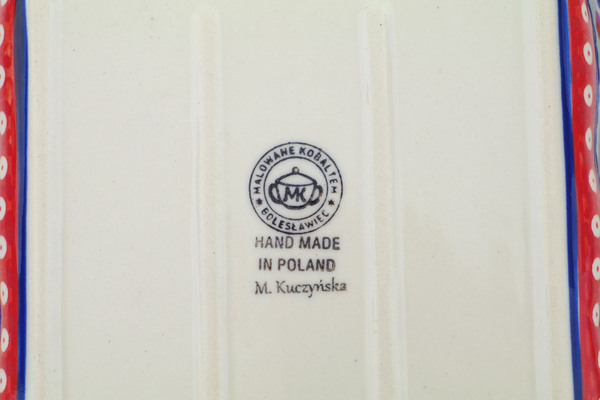 MALOWANE KOBALTEM
MK
BOLESŁAWIEC
HAND MADE
IN POLAND
M. Kuczyńska